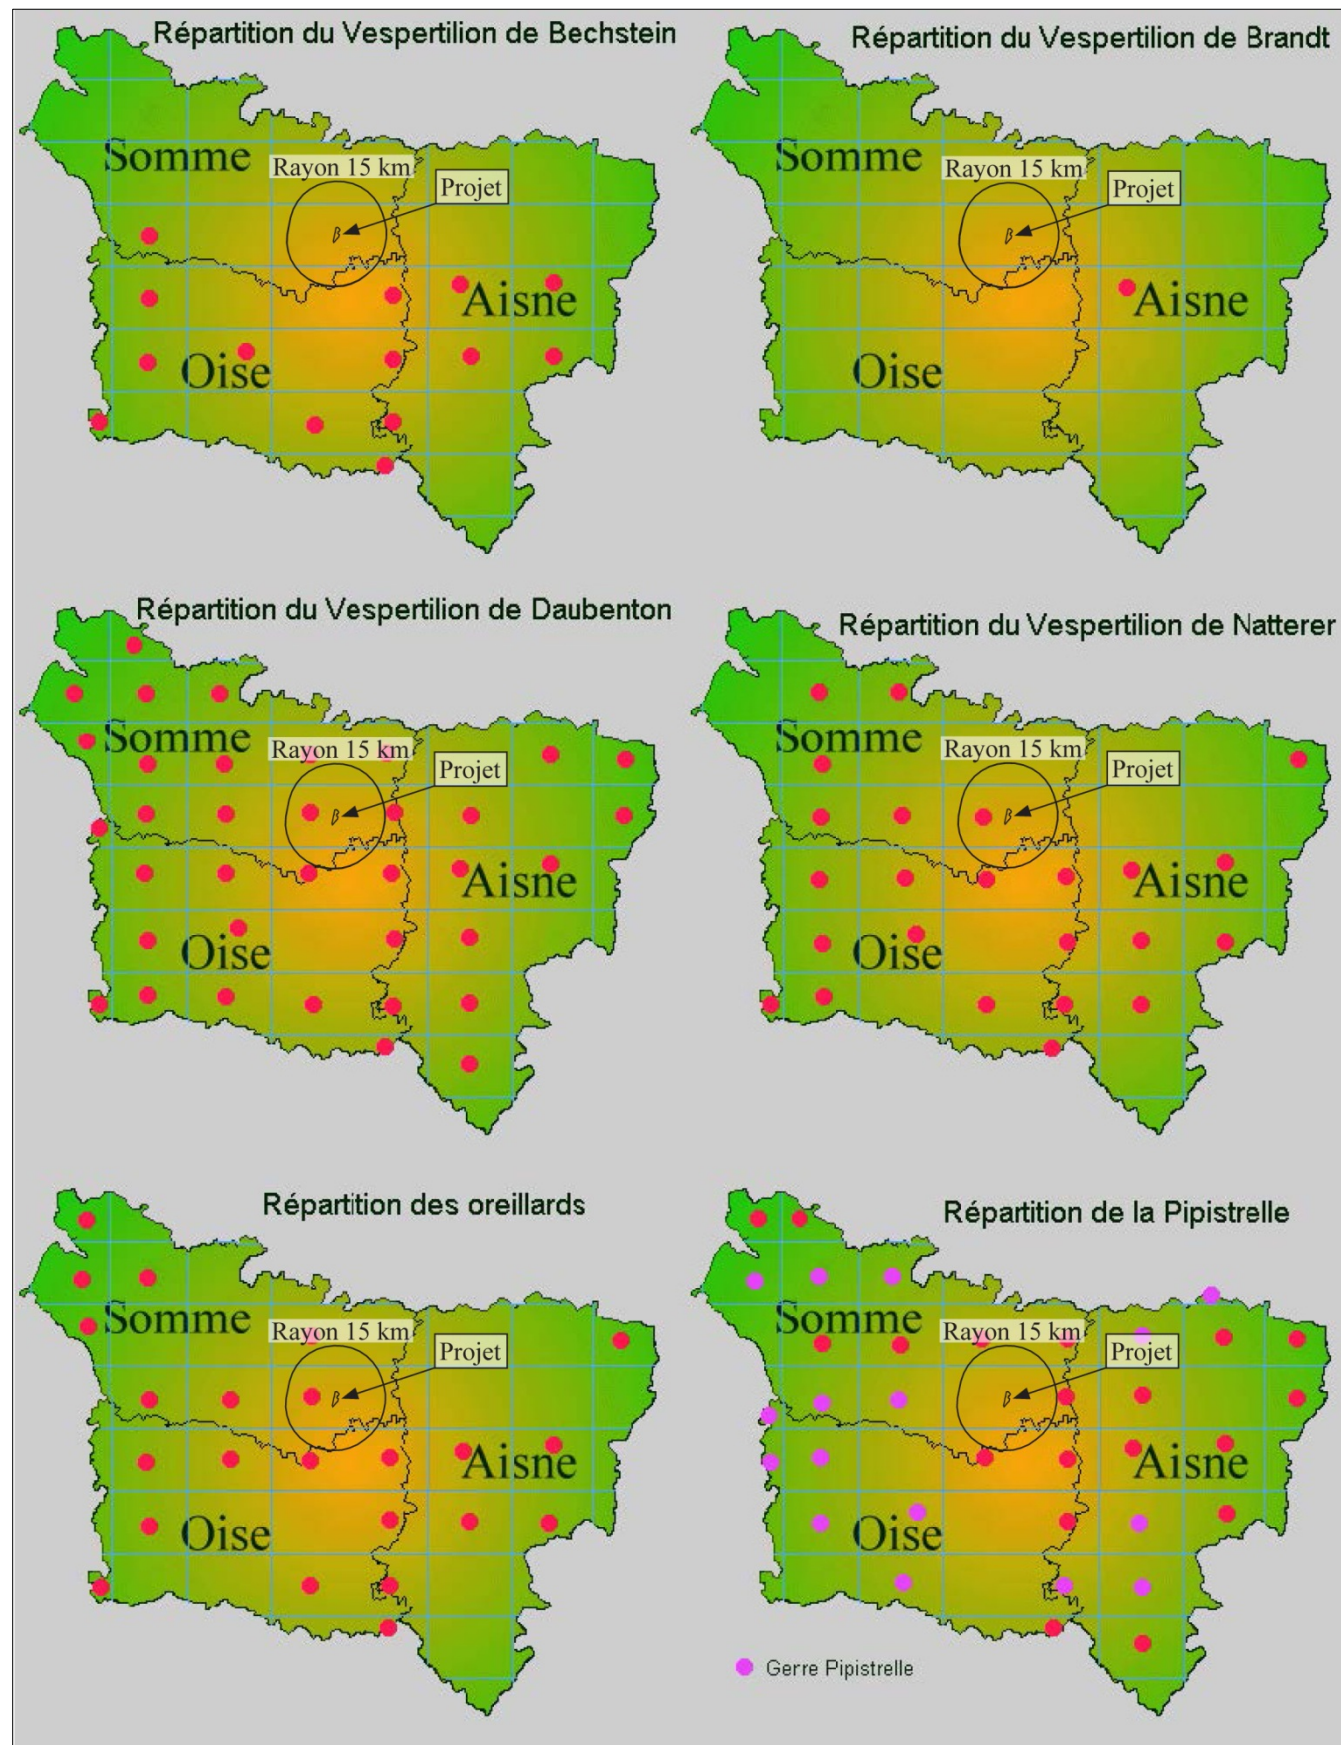 Répartition du Vespertilion de Bechstein
Somme
Rayon 15 km
Projet
Aisne
Oise
Répartition du Vespertilion de Brandt
Somme
Rayon 15 km
Projet
Aisne
Oise
Répartition du Vespertilion de Daubenton
Somme
Rayon 15 km
Projet
Aisne
Oise
Répartition du Vespertilion de Natterer
Somme
Rayon 15 km
Projet
Aisne
Oise
Répartition des oreillards
Somme
Rayon 15 km
Projet
Aisne
Oise
Répartition de la Pipistrelle
Somme
Rayon 15 km
Projet
Aisne
Oise
Gerre Pipistrelle